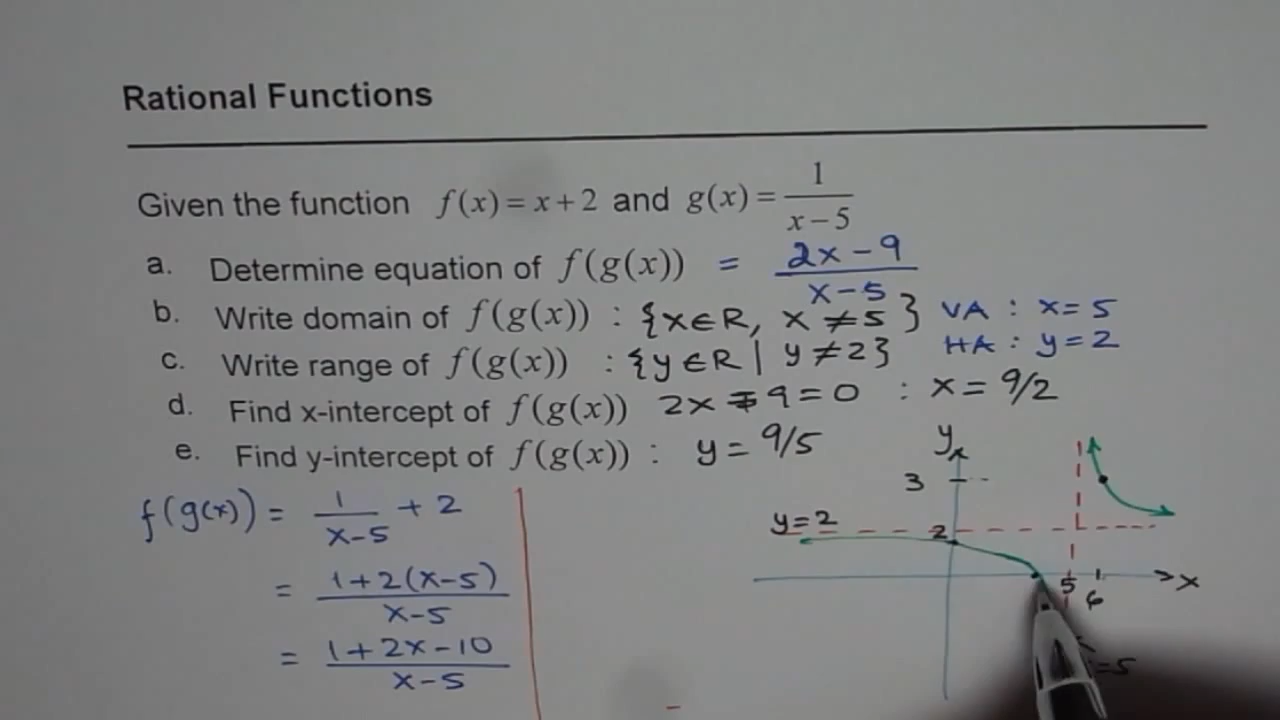 Rational Functions
Given the function f(x) = x + 2 and g(x) = 1/(x − 5)
a. Determine equation of f(g(x)) = (2x − 9)/(x − 5)
b. Write domain of f(g(x)) : {x ∈ R, x ≠ 5} VA : x = 5
c. Write range of f(g(x)) : {y ∈ R | y ≠ 2} HA : y = 2
d. Find x-intercept of f(g(x)) 2x − 9 = 0 : x = 9/2
e. Find y-intercept of f(g(x)) : y = 9/5
f(g(x)) = 1/(x − 5) + 2
= (1 + 2(x − 5))/(x − 5)
= (1 + 2x − 10)/(x − 5)
y
3
y = 2
2
5
6
x
= 5